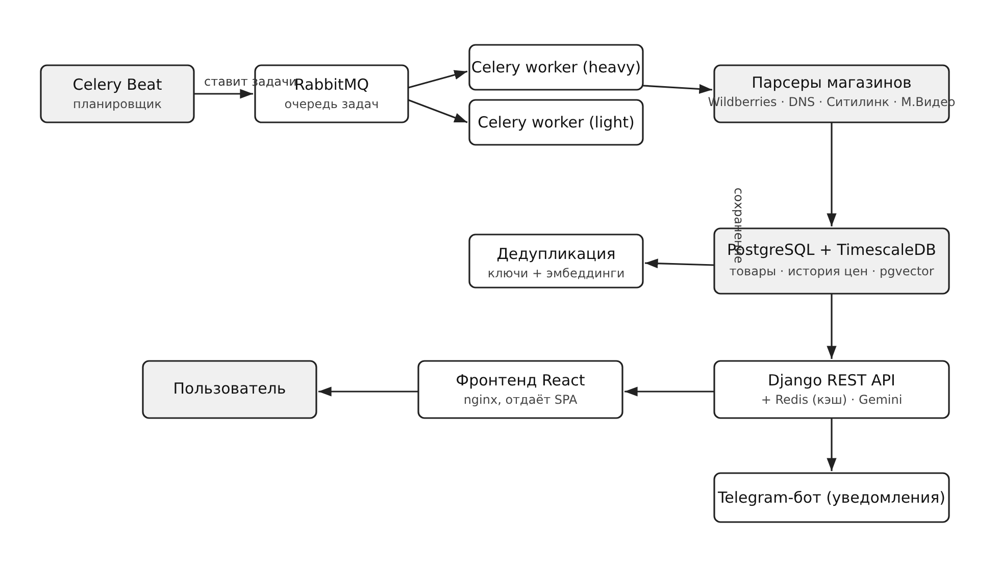 Celery Beat
планировщик
ставит задачи
RabbitMQ
очередь задач
Celery worker (heavy)
Celery worker (light)
Парсеры магазинов
Wildberries · DNS · Ситилинк · М.Видео
сохранение
PostgreSQL + TimescaleDB
товары · история цен · pgvector
Дедупликация
ключи + эмбеддинги
Пользователь
Фронтенд React
nginx, отдаёт SPA
Django REST API
+ Redis (кэш) · Gemini
Telegram-бот (уведомления)